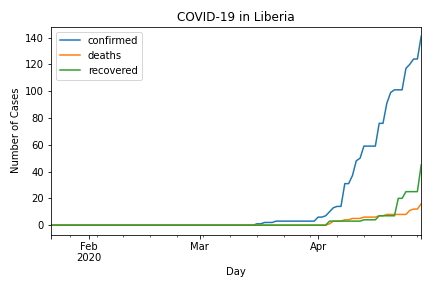 COVID-19 in Liberia
confirmed
deaths
recovered
Number of Cases
140
120
100
80
60
40
20
0
Feb
2020
Mar
Apr
Day